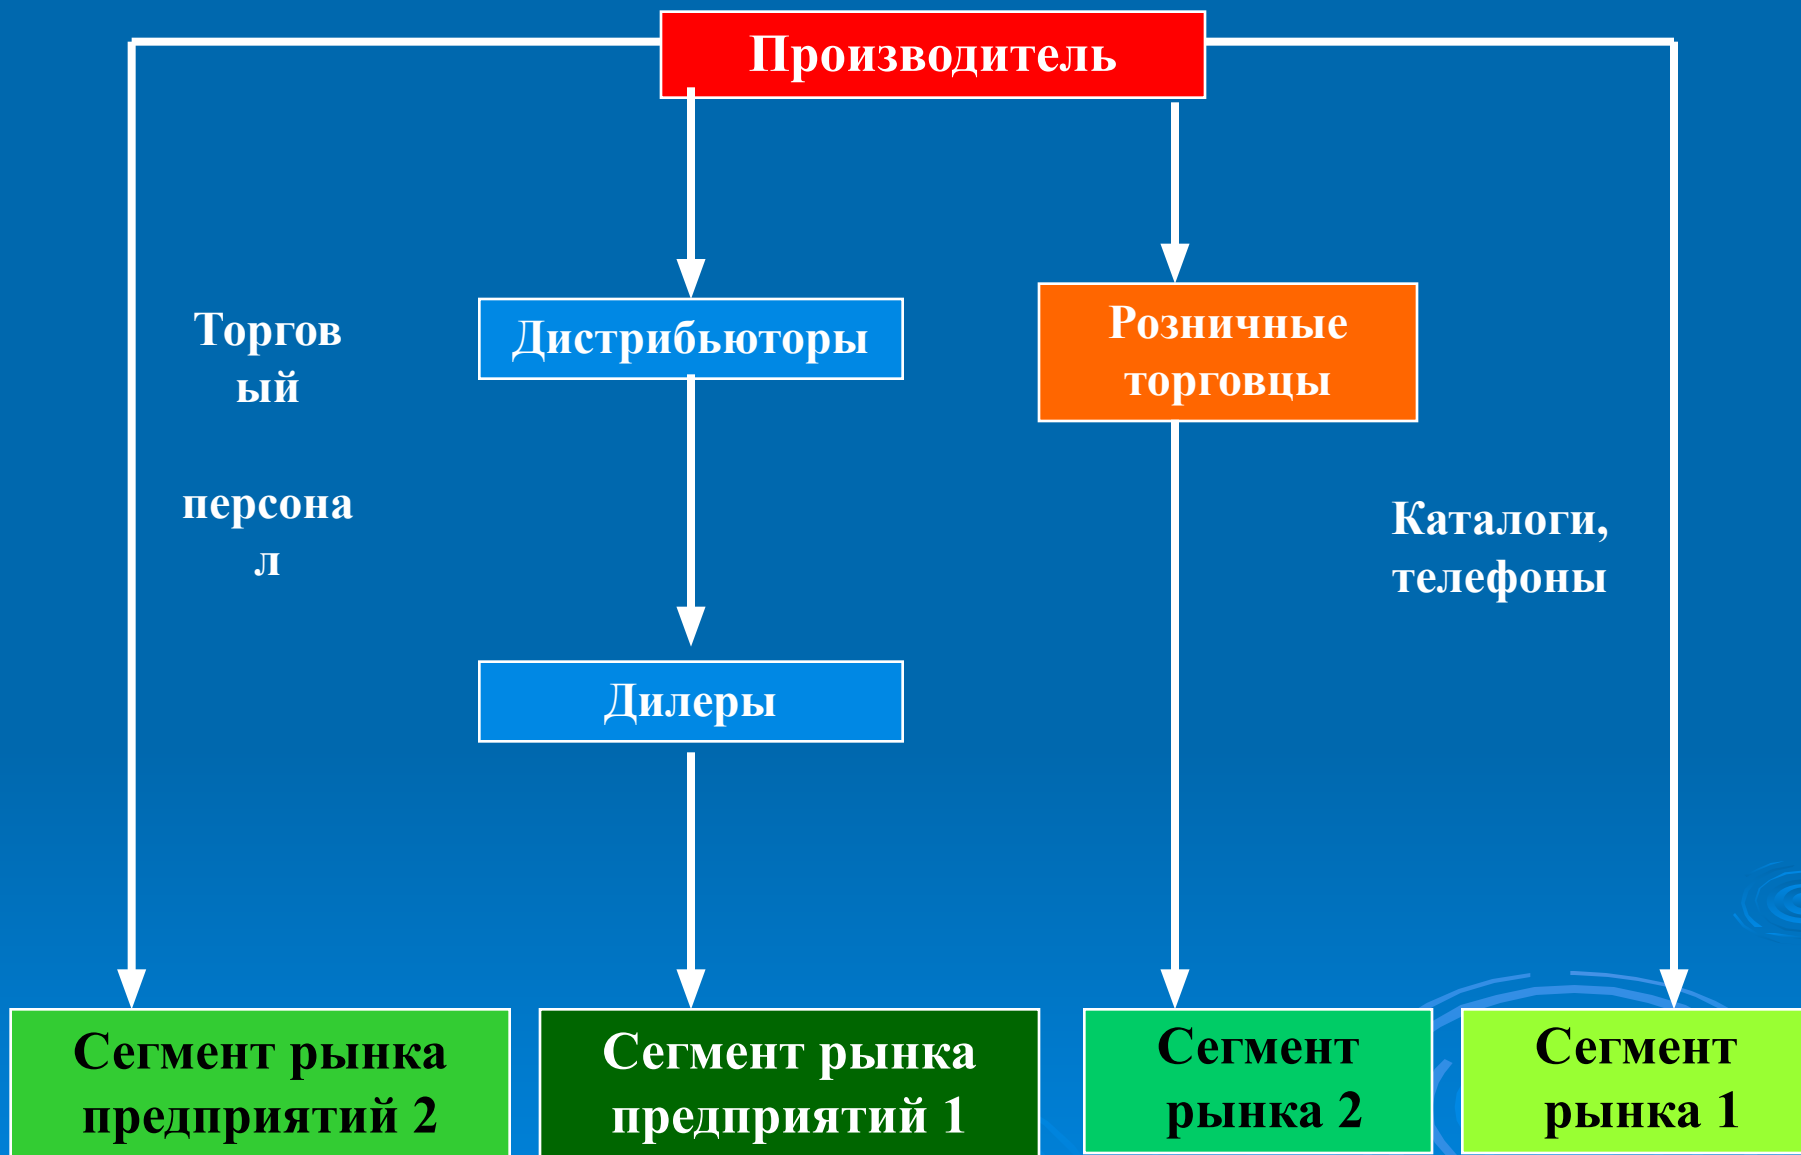 Производитель
Торгов
ый
персона
л
Дистрибьюторы
Розничные
торговцы
Каталоги,
телефоны
Дилеры
Сегмент рынка
предприятий 2
Сегмент рынка
предприятий 1
Сегмент
рынка 2
Сегмент
рынка 1